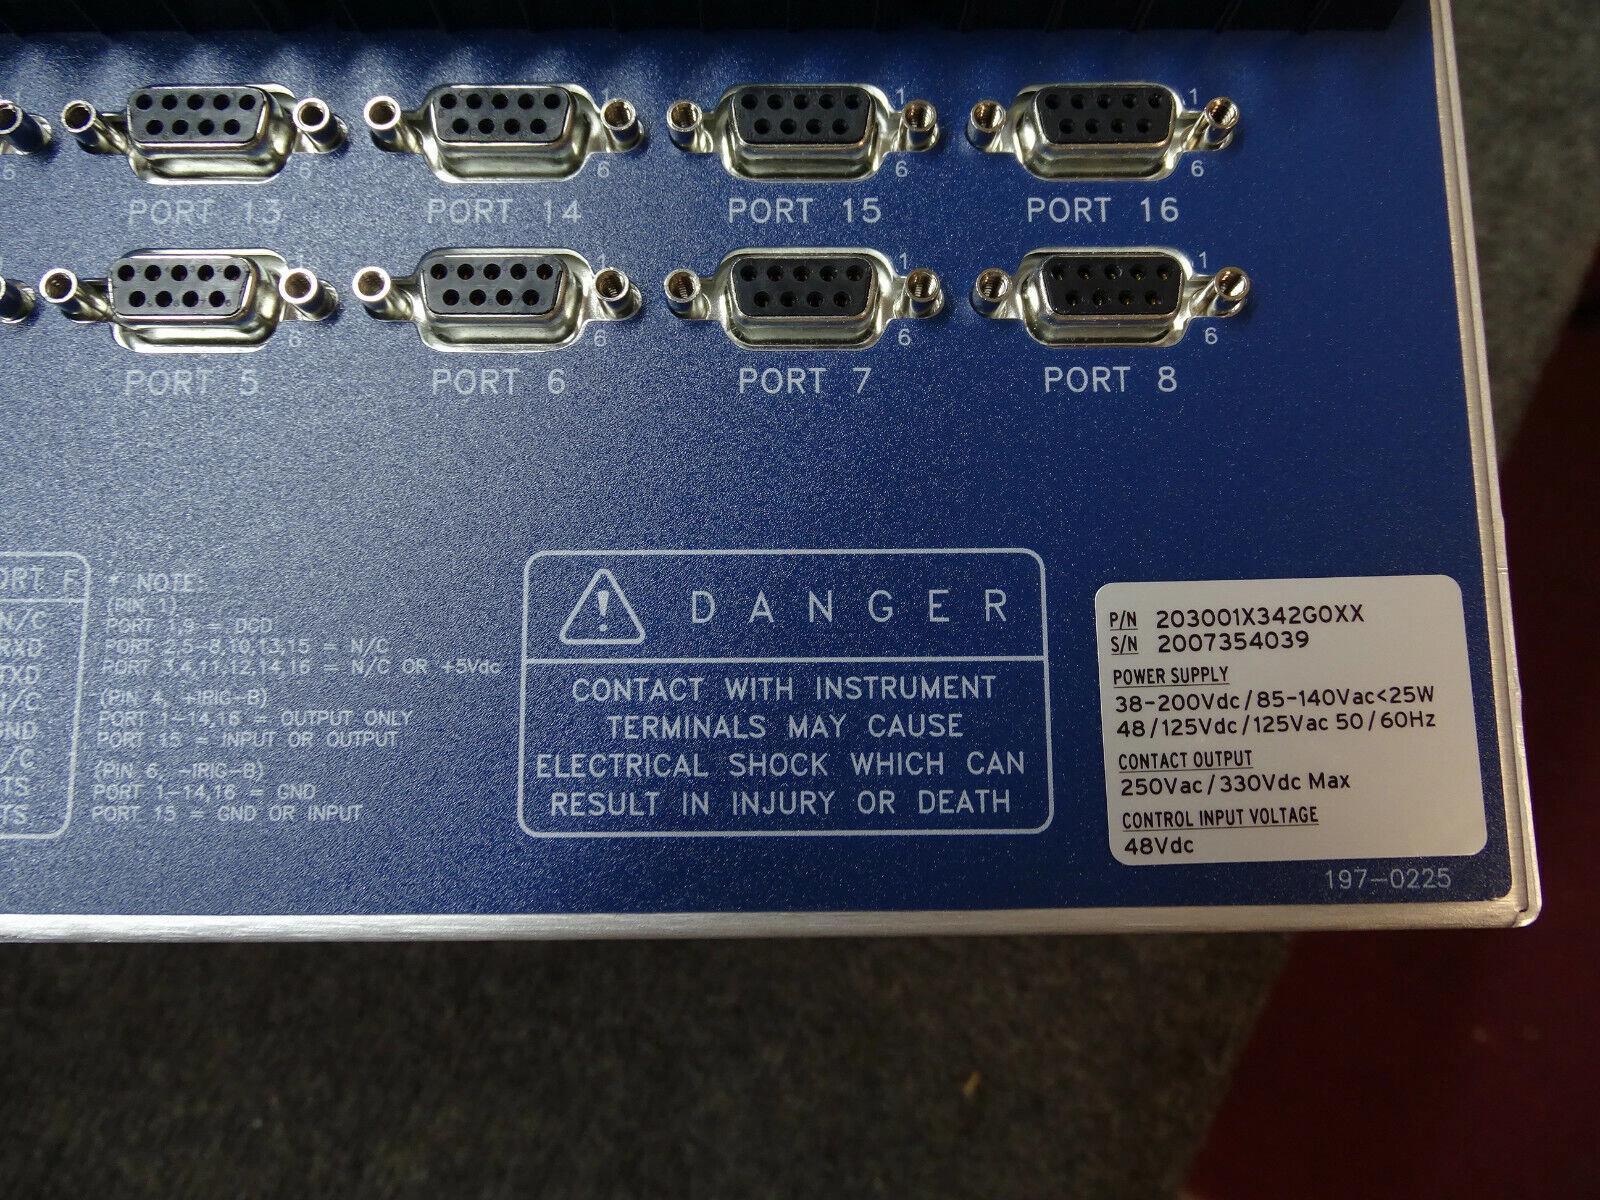 1 1 1 1
6 6 6 6
PORT 13 PORT 14 PORT 15 PORT 16
1 1 1 1
6 6 6 6
PORT 5 PORT 6 PORT 7 PORT 8
ORT F
N/C
RXD
TXD
N/C
GND
/C
TS
TS
* NOTE:
(PIN 1)
PORT 1,9 = DCD
PORT 2,5-8,10,13,15 = N/C
PORT 3,4,11,12,14,16 = N/C OR +5Vdc
(PIN 4, +IRIG-B)
PORT 1-14,16 = OUTPUT ONLY
PORT 15 = INPUT OR OUTPUT
(PIN 6, -IRIG-B)
PORT 1-14,16 = GND
PORT 15 = GND OR INPUT
! DANGER
CONTACT WITH INSTRUMENT
TERMINALS MAY CAUSE
ELECTRICAL SHOCK WHICH CAN
RESULT IN INJURY OR DEATH
P/N 203001X342G0XX
S/N 2007354039
POWER SUPPLY
38-200Vdc/85-140Vac<25W
48/125Vdc/125Vac 50/60Hz
CONTACT OUTPUT
250Vac/330Vdc Max
CONTROL INPUT VOLTAGE
48Vdc
197-0225